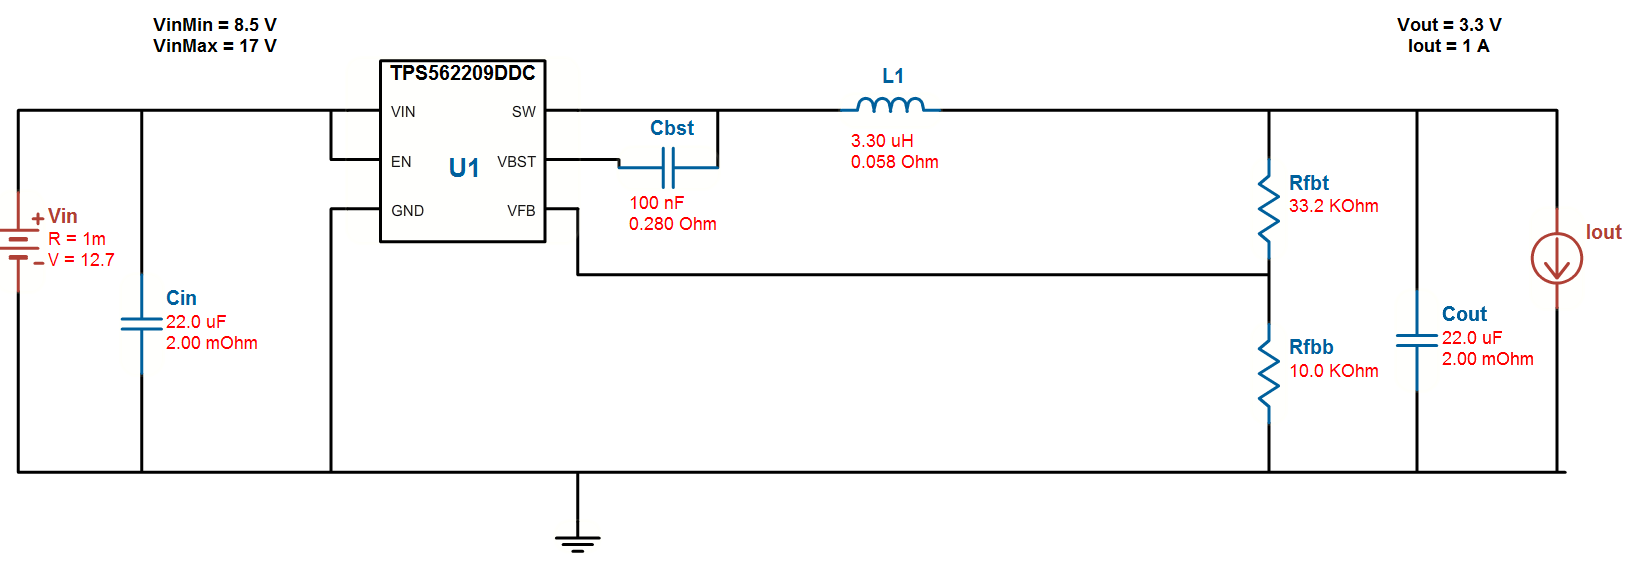 VinMin = 8.5 V
VinMax = 17 V
Vout = 3.3 V
Iout = 1 A
TPS562209DDC
VIN
SW
EN
U1
VBST
GND
VFB
Cbst
100 nF
0.280 Ohm
L1
3.30 uH
0.058 Ohm
+ Vin
R = 1m
- V = 12.7
Cin
22.0 uF
2.00 mOhm
Rfbt
33.2 KOhm
Rfbb
10.0 KOhm
Cout
22.0 uF
2.00 mOhm
Iout